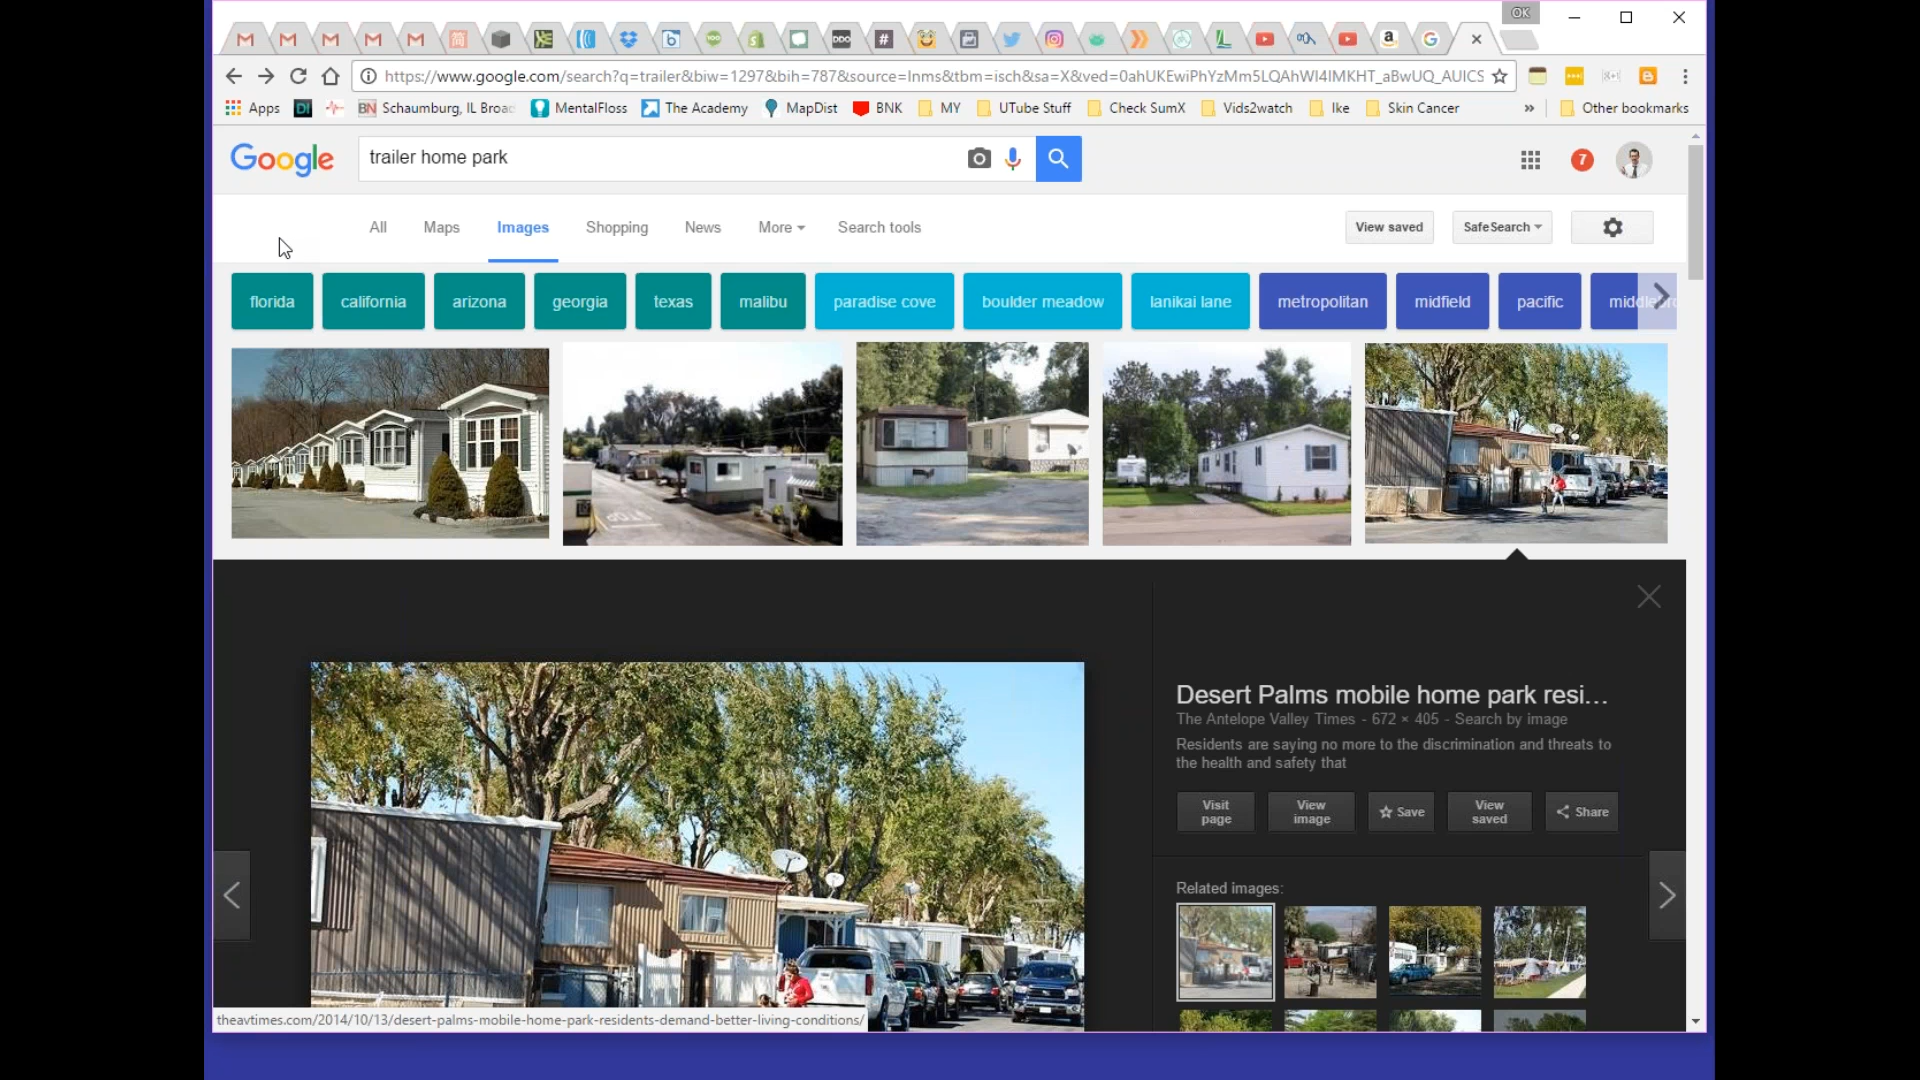 OK
https://www.google.com/search?q=trailer&biw=1297&bih=787&source=lnms&tbm=isch&sa=X&ved=0ahUKEwiPhYzMm5LQAhWI4IMKHT_aBwUQ_AUICS
Apps
DI
BN Schaumburg, IL Broad
MentalFloss
The Academy
MapDist
BNK
MY
UTube Stuff
Check SumX
Vids2watch
Ike
Skin Cancer
»
Other bookmarks
Google
trailer home park
7
All
Maps
Images
Shopping
News
More
Search tools
View saved
SafeSearch
florida
california
arizona
georgia
texas
malibu
paradise cove
boulder meadow
lanikai lane
metropolitan
midfield
pacific
Desert Palms mobile home park resi...
The Antelope Valley Times - 672 × 405 - Search by image
Residents are saying no more to the discrimination and threats to
the health and safety that
Visit
page
View
image
Save
View
saved
Share
Related images:
theavtimes.com/2014/10/13/desert-palms-mobile-home-park-residents-demand-better-living-conditions/